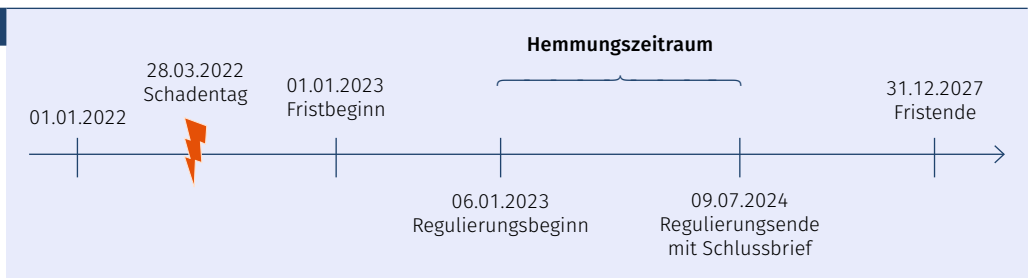 Hemmungszeitraum
28.03.2022
Schadentag
01.01.2023
Fristbeginn
31.12.2027
Fristende
01.01.2022
06.01.2023
Regulierungsbeginn
09.07.2024
Regulierungsende
mit Schlussbrief